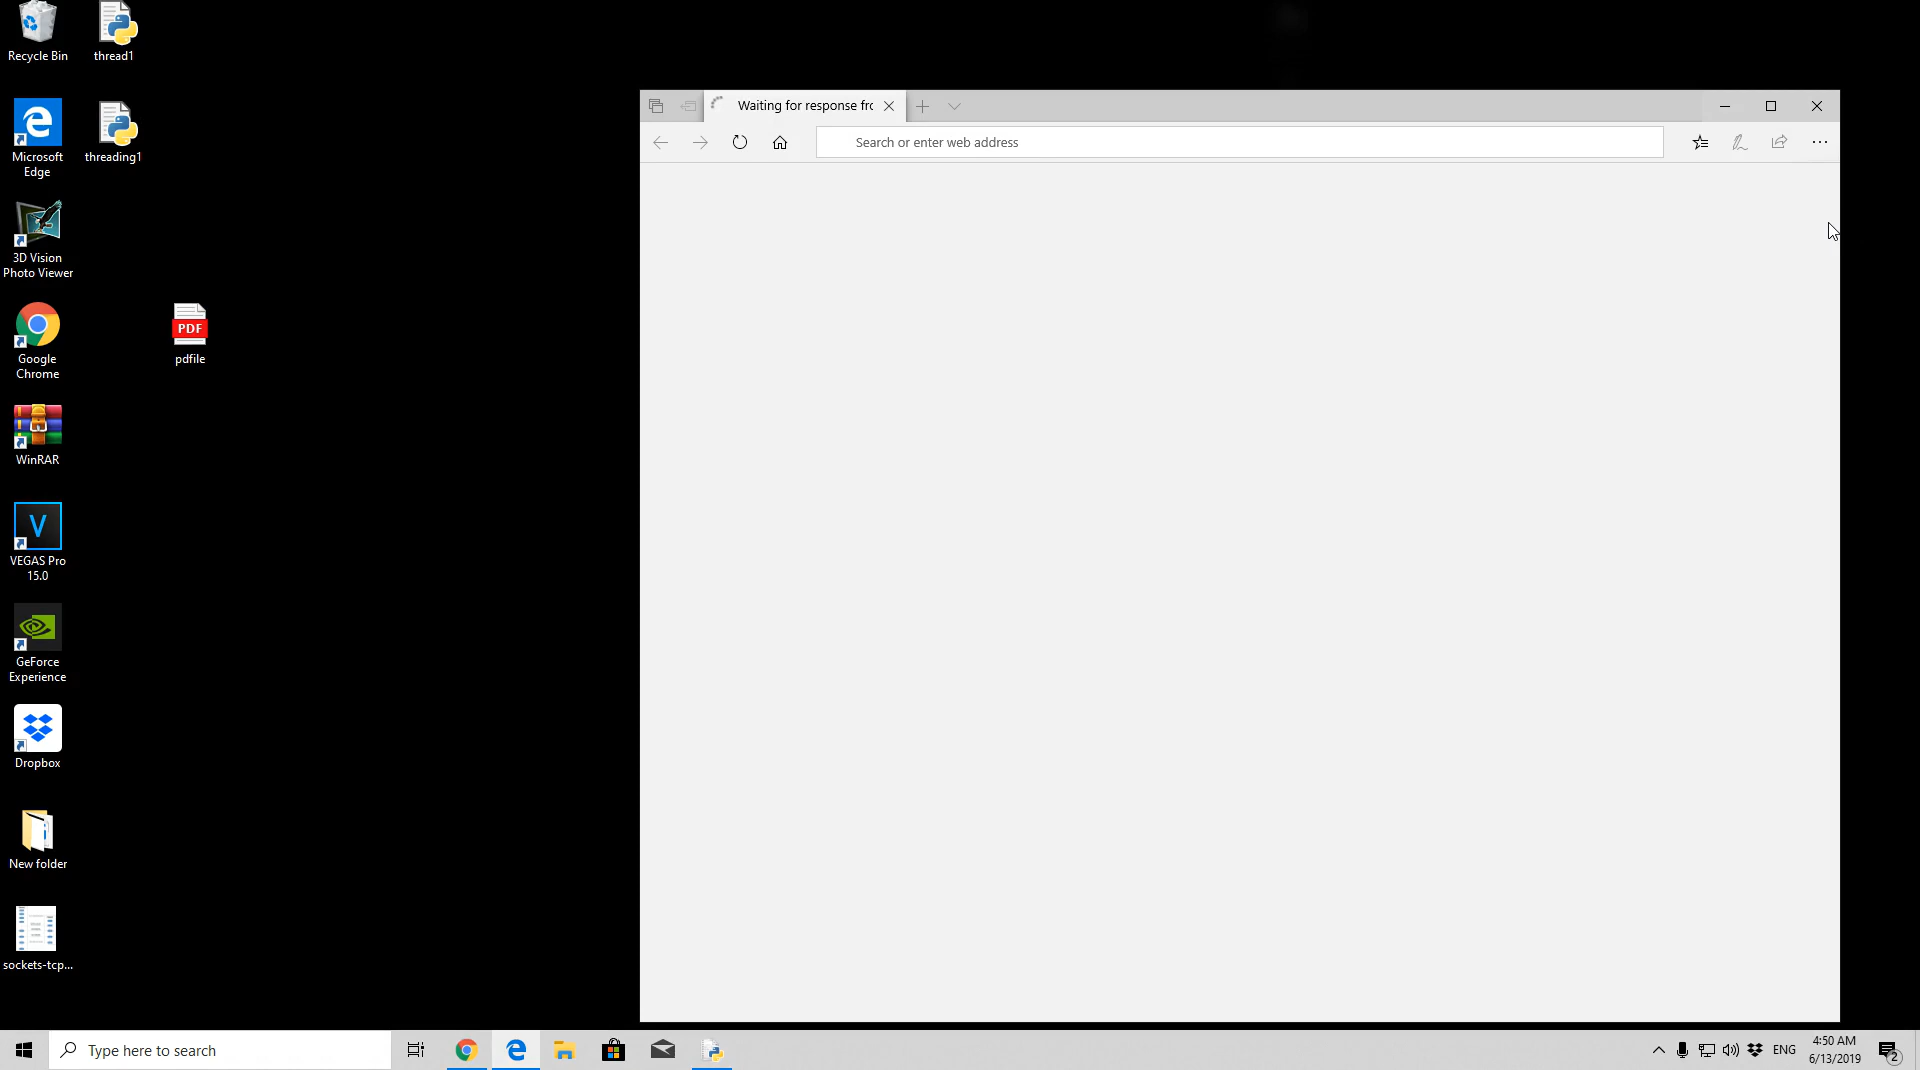 Recycle Bin
thread1
Microsoft
Edge
threading1
3D Vision
Photo Viewer
Google
Chrome
PDF
pdfile
WinRAR
V
VEGAS Pro
15.0
GeForce
Experience
Dropbox
New folder
sockets-tcp...
Waiting for response fro
Search or enter web address
Type here to search
ENG
4:50 AM
6/13/2019
2